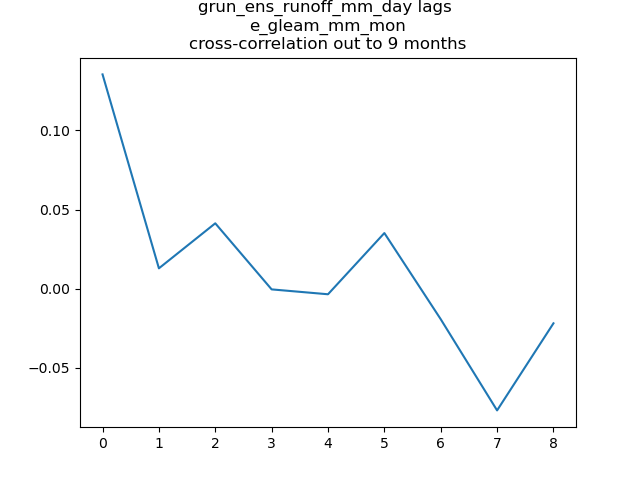 grun_ens_runoff_mm_day lags
e_gleam_mm_mon
cross-correlation out to 9 months
0.10
0.05
0.00
−0.05
0 1 2 3 4 5 6 7 8